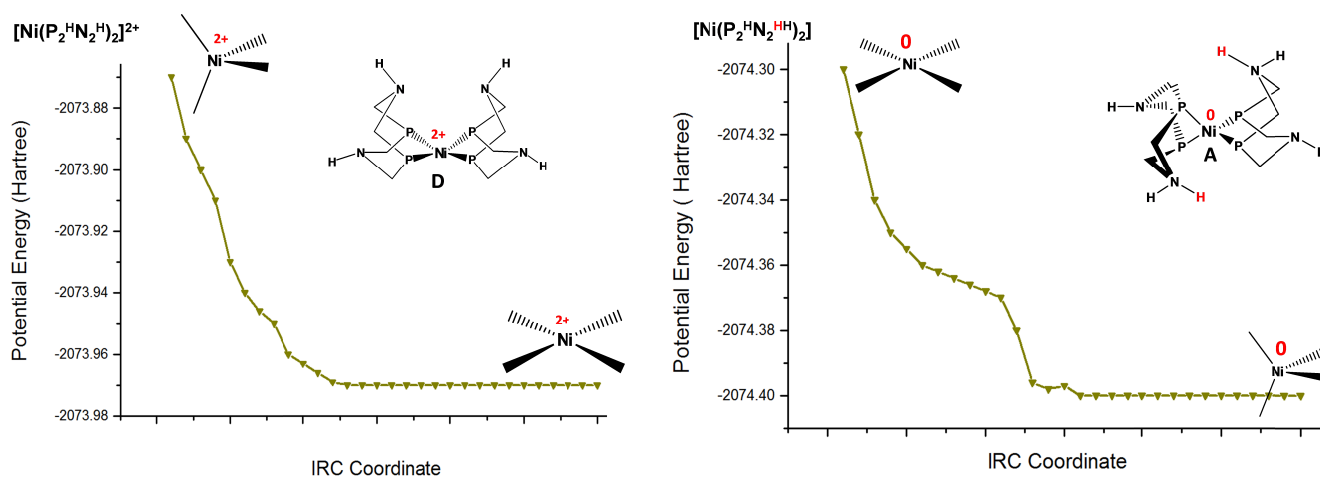 [Ni(P₂ᴴN₂ᴴ)₂]²⁺
2+
Ni
H
H
N
N
P
2+
P
Ni
P
P
H
N
N
H
D
2+
Ni
-2073.88
-2073.90
-2073.92
-2073.94
-2073.96
-2073.98
Potential Energy (Hartree)
IRC Coordinate
[Ni(P₂ᴴN₂ᴴᴴ)₂]
0
Ni
H
H
N
H
N
P
0
P
Ni
P
P
A
N
N
H
H
0
Ni
-2074.30
-2074.32
-2074.34
-2074.36
-2074.38
-2074.40
Potential Energy ( Hartree)
IRC Coordinate